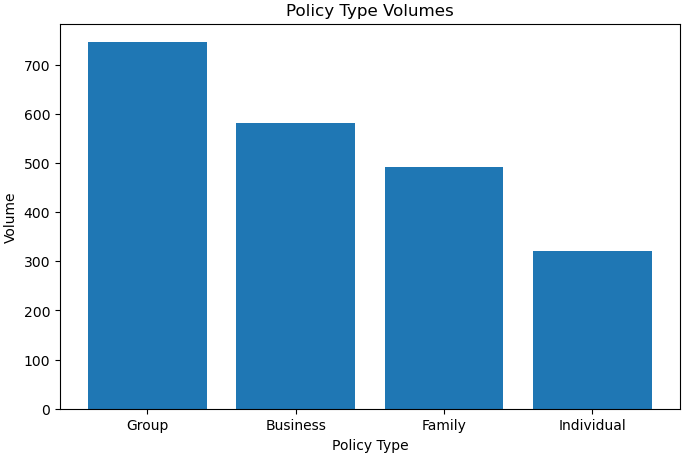 Policy Type Volumes
Volume
700
600
500
400
300
200
100
0
Group Business Family Individual
Policy Type